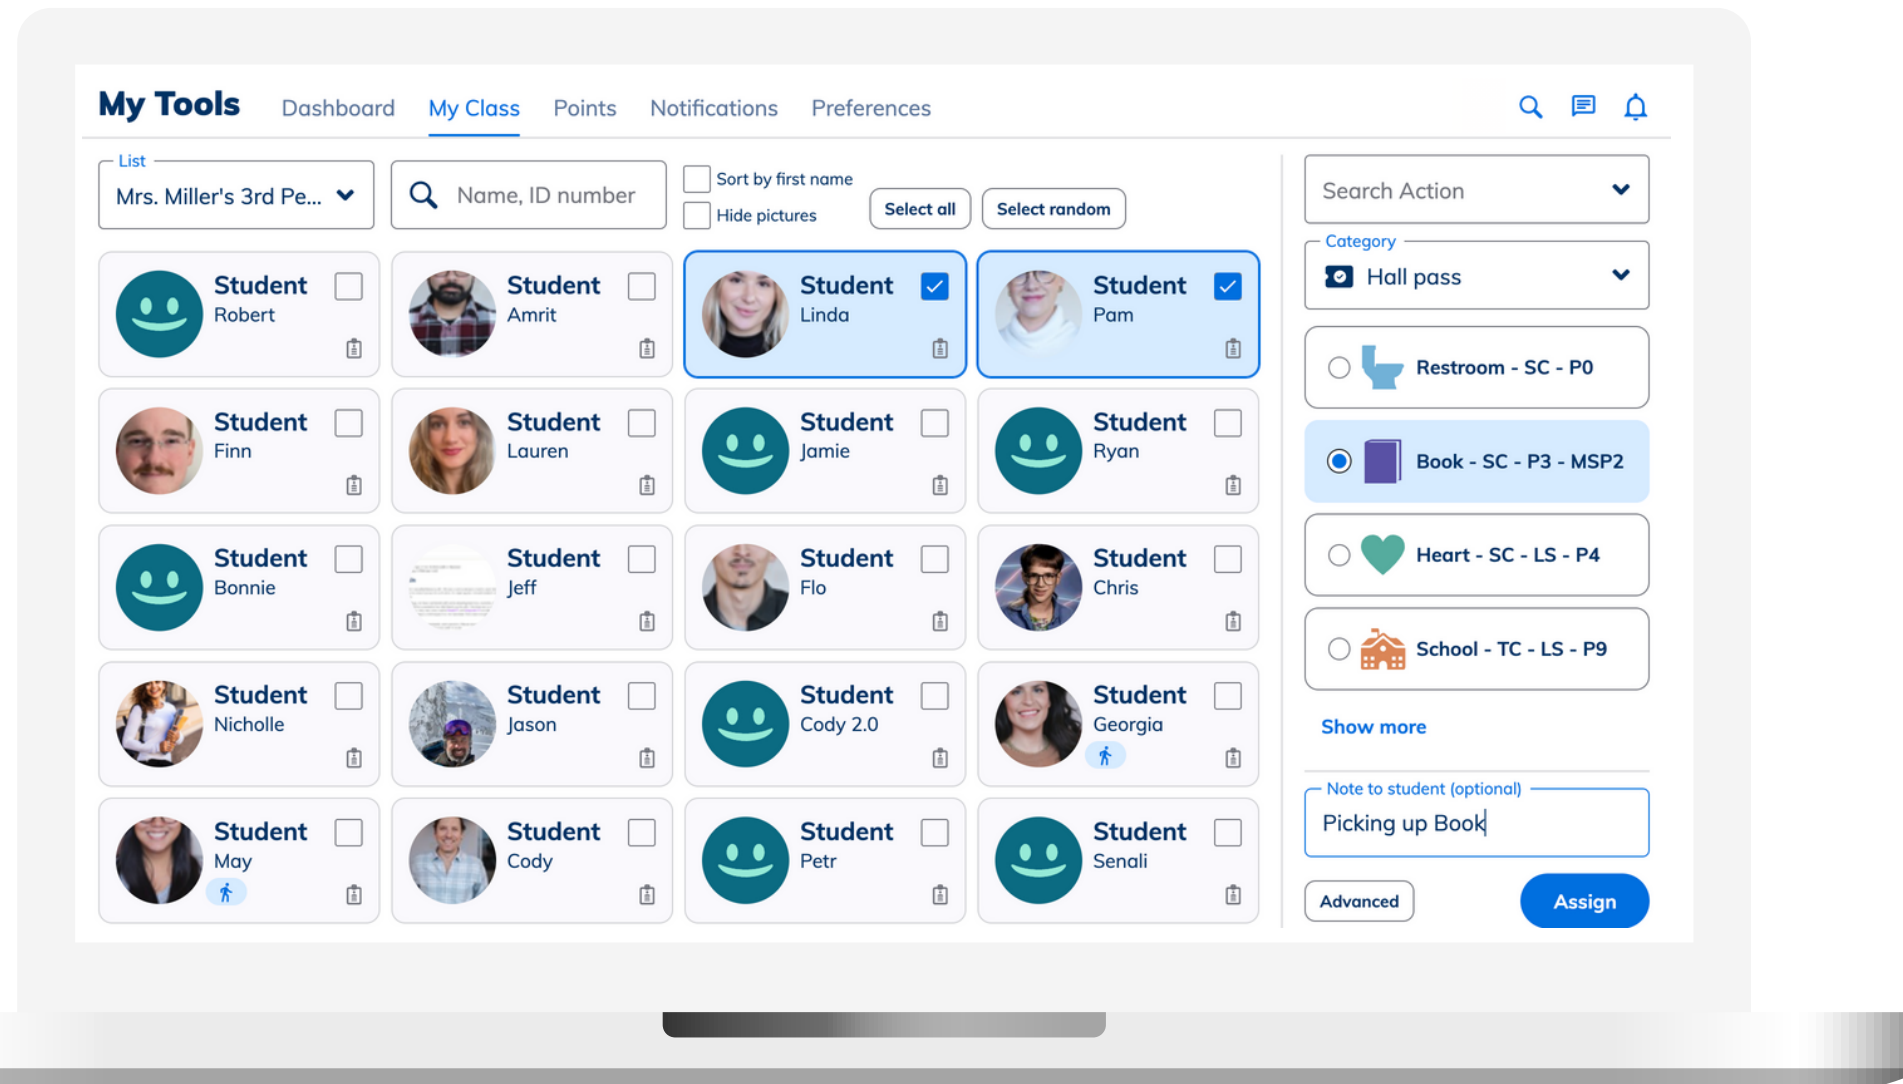 My Tools Dashboard My Class Points Notifications Preferences
List
Mrs. Miller's 3rd Pe...
Name, ID number
Sort by first name
Hide pictures
Select all
Select random
Student
Robert
Student
Amrit
Student
Linda
Student
Pam
Student
Finn
Student
Lauren
Student
Jamie
Student
Ryan
Student
Bonnie
Student
Jeff
Student
Flo
Student
Chris
Student
Nicholle
Student
Jason
Student
Cody 2.0
Student
Georgia
Student
May
Student
Cody
Student
Petr
Student
Senali
Search Action
Category
Hall pass
Restroom - SC - P0
Book - SC - P3 - MSP2
Heart - SC - LS - P4
School - TC - LS - P9
Show more
Note to student (optional)
Picking up Book
Advanced
Assign